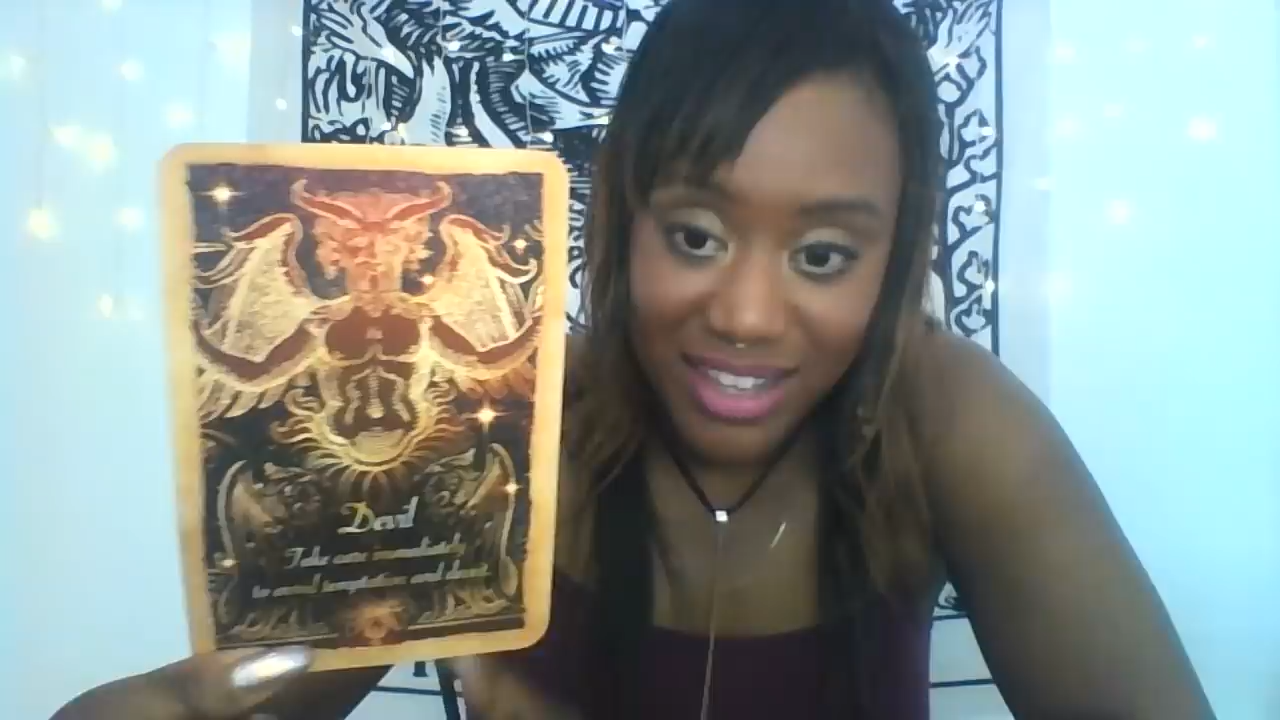 Devil
Take care immediately
to avoid temptation and deceit